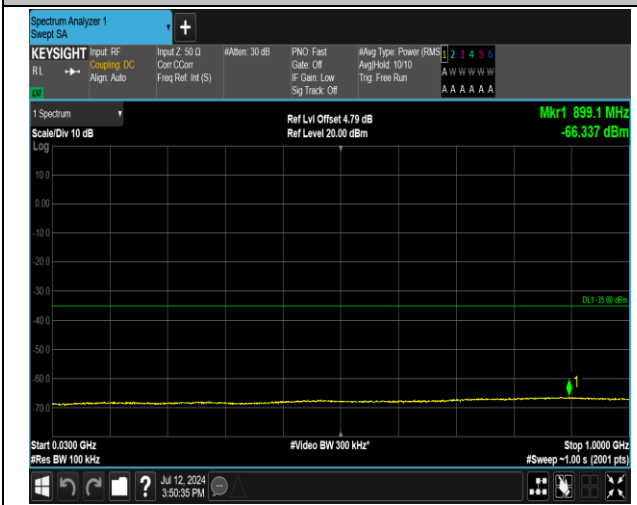 Spectrum Analyzer 1
Swept SA
+
KEYSIGHT
RL
LXI
Input: RF
Coupling: DC
Align: Auto
Input Z: 50 Ω
Corr CCorr
Freq Ref: Int (S)
#Atten: 30 dB
PNO: Fast
Gate: Off
IF Gain: Low
Sig Track: Off
#Avg Type: Power (RMS
Avg|Hold: 10/10
Trig: Free Run
1 2 3 4 5 6
A W W W W W
A A A A A A
1 Spectrum
Scale/Div 10 dB
Log
Ref Lvl Offset 4.79 dB
Ref Level 20.00 dBm
Mkr1 899.1 MHz
-66.337 dBm
10.0
0.00
-10.0
-20.0
-30.0
DL1 -35.00 dBm
-40.0
-50.0
-60.0
1
-70.0
Start 0.0300 GHz
#Res BW 100 kHz
#Video BW 300 kHz*
Stop 1.0000 GHz
#Sweep ~1.00 s (2001 pts)
?
Jul 12, 2024
3:50:35 PM